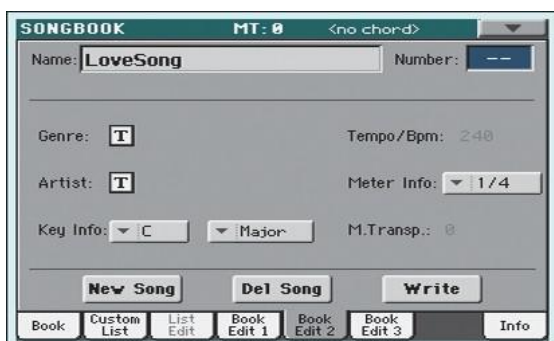 SONGBOOK MT: 0 <no chord>
Name: LoveSong Number: --
Genre: T Tempo/Bpm: 240
Artist: T Meter Info: 1/4
Key Info: C Major M.Transp.: 0
New Song Del Song Write
Book Custom List List Edit Book Edit 1 Book Edit 2 Book Edit 3 Info